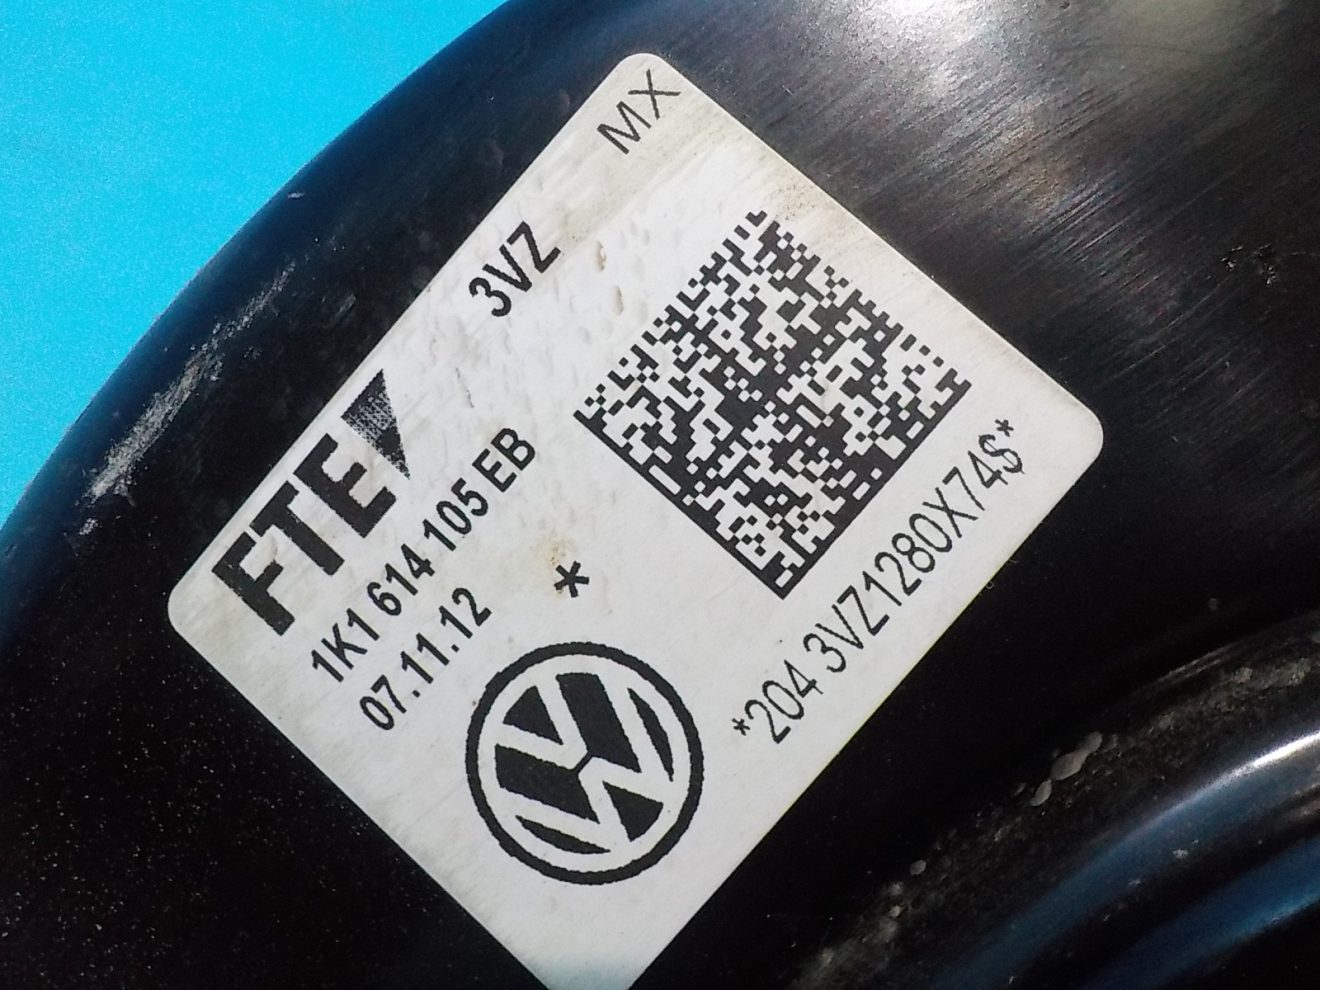 MX
FTE 3VZ
1K1 614 105 EB
07.11.12 *
*204 3VZ1280X74$*